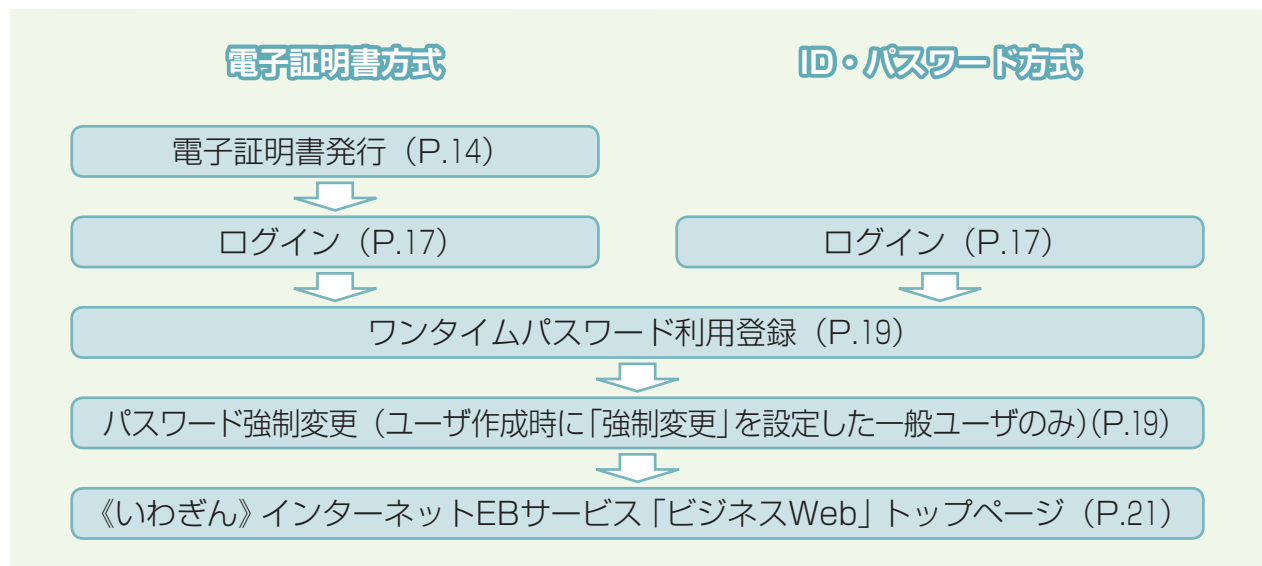 電子証明書方式
ID・パスワード方式
電子証明書発行（P.14）
ログイン（P.17）
ログイン（P.17）
ワンタイムパスワード利用登録（P.19）
パスワード強制変更（ユーザ作成時に「強制変更」を設定した一般ユーザのみ）（P.19）
《いわぎん》インターネットEBサービス「ビジネスWeb」トップページ（P.21）